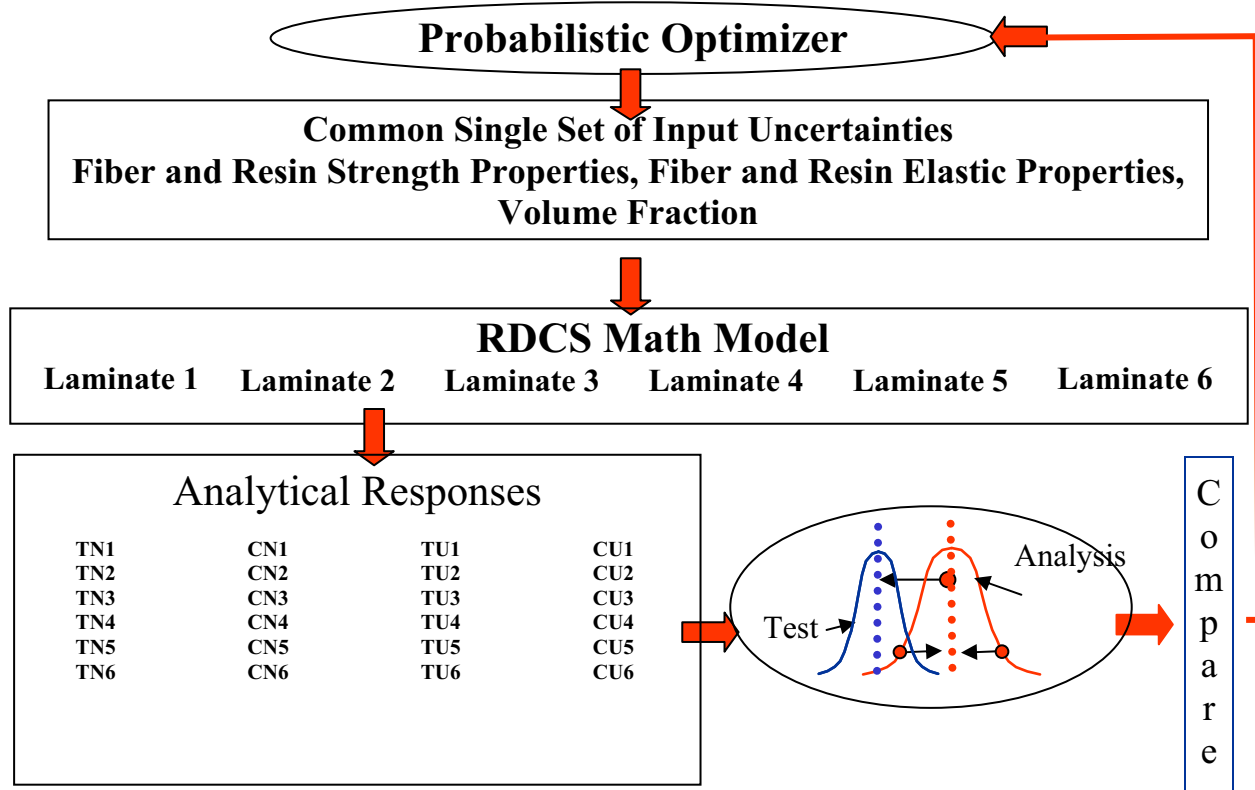 Probabilistic Optimizer
Common Single Set of Input Uncertainties
Fiber and Resin Strength Properties, Fiber and Resin Elastic Properties,
Volume Fraction
RDCS Math Model
Laminate 1 Laminate 2 Laminate 3 Laminate 4 Laminate 5 Laminate 6
Analytical Responses
TN1 CN1 TU1 CU1
TN2 CN2 TU2 CU2
TN3 CN3 TU3 CU3
TN4 CN4 TU4 CU4
TN5 CN5 TU5 CU5
TN6 CN6 TU6 CU6
Analysis
Test
C
o
m
p
a
r
e